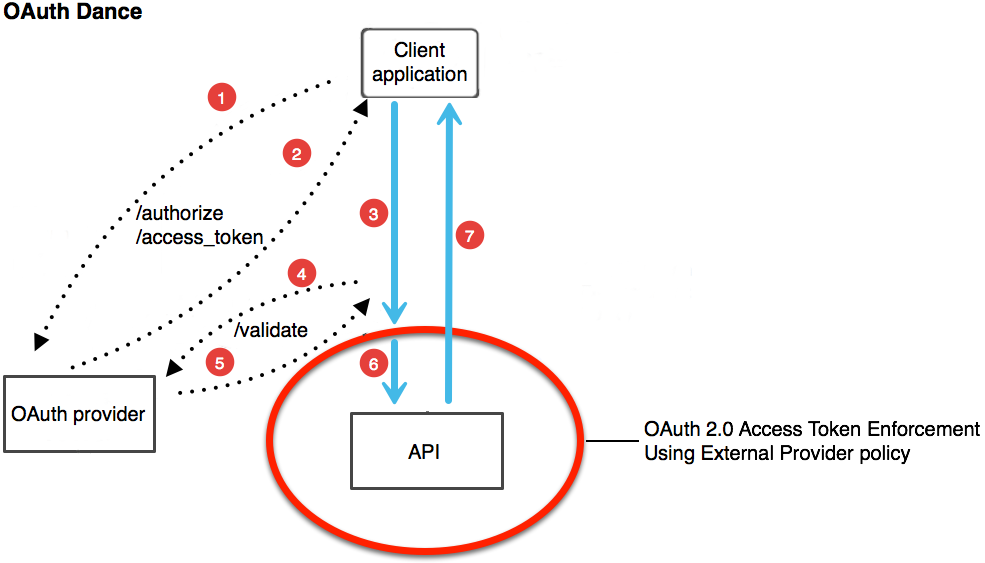 OAuth Dance
Client
application
1
2
/authorize
/access_token
3
7
4
/validate
5
6
OAuth provider
API
OAuth 2.0 Access Token Enforcement
Using External Provider policy